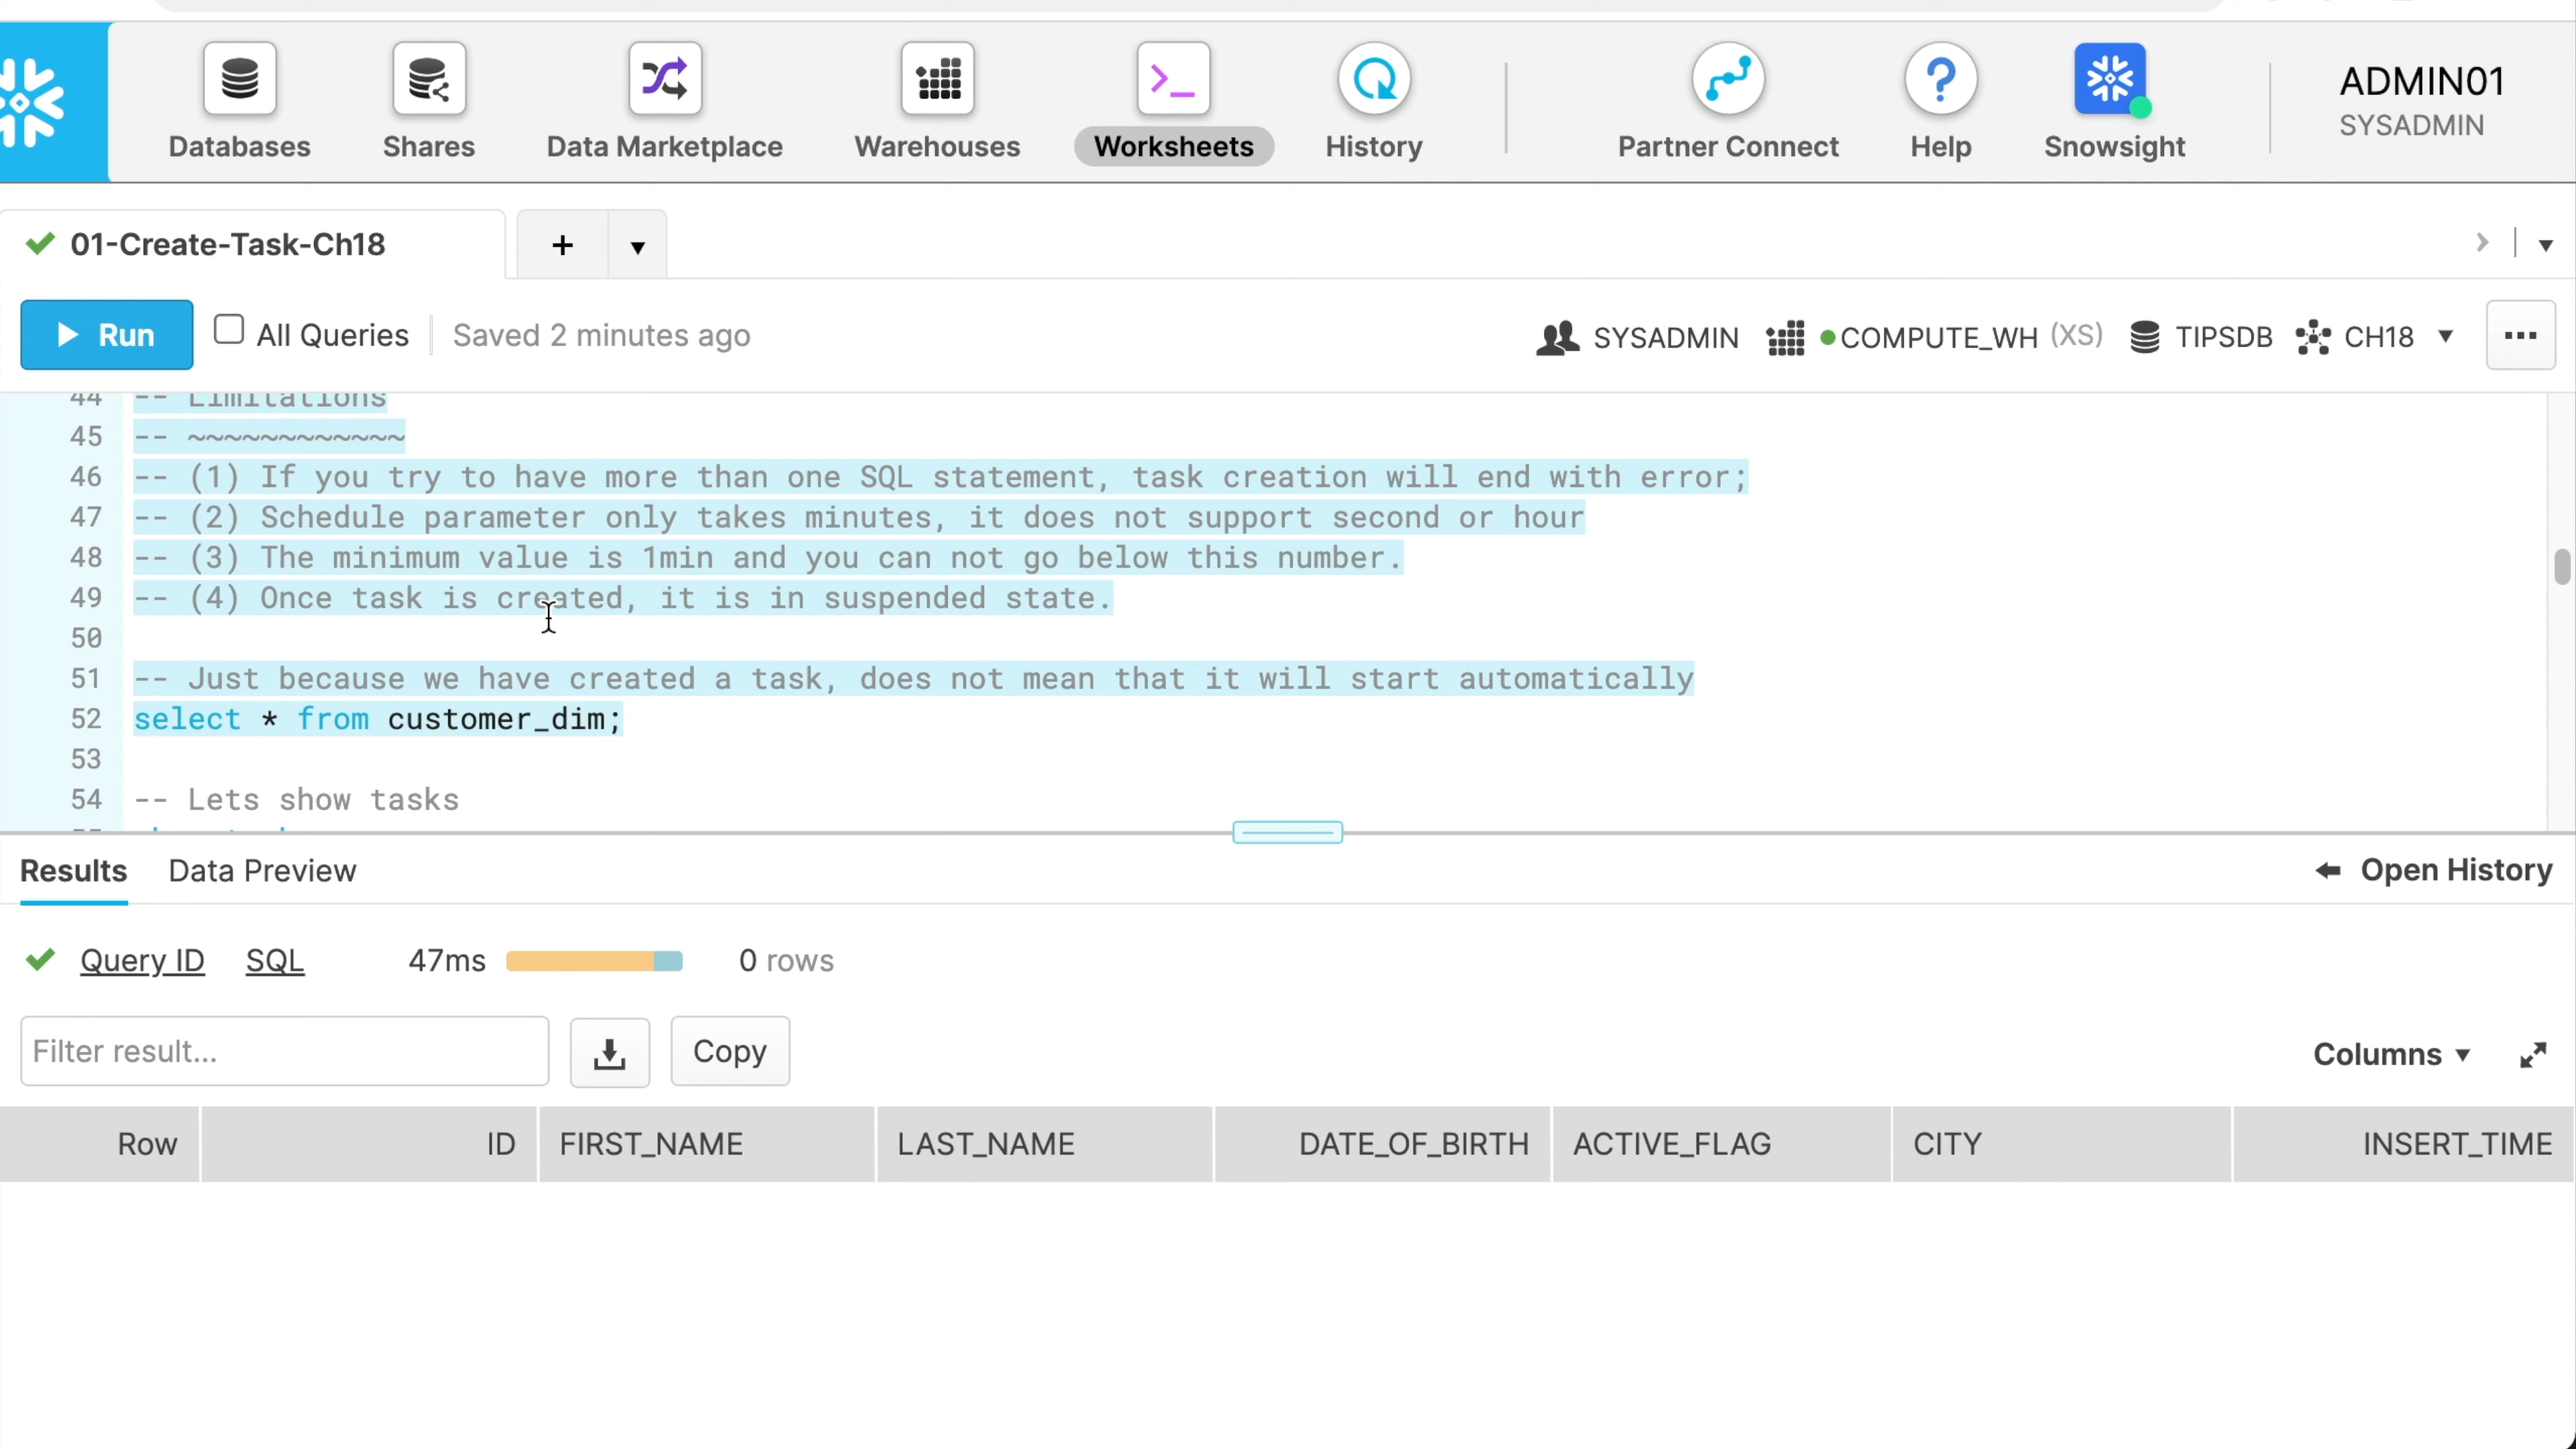 Databases
Shares
Data Marketplace
Warehouses
Worksheets
History
Partner Connect
Help
Snowsight
ADMIN01
SYSADMIN
01-Create-Task-Ch18
+
Run
All Queries
Saved 2 minutes ago
SYSADMIN
COMPUTE_WH (XS)
TIPSDB
CH18
44 -- Limitations
45 -- ~~~~~~~~~~~~
46 -- (1) If you try to have more than one SQL statement, task creation will end with error;
47 -- (2) Schedule parameter only takes minutes, it does not support second or hour
48 -- (3) The minimum value is 1min and you can not go below this number.
49 -- (4) Once task is created, it is in suspended state.
50
51 -- Just because we have created a task, does not mean that it will start automatically
52 select * from customer_dim;
53
54 -- Lets show tasks
Results
Data Preview
Open History
Query ID
SQL
47ms
0 rows
Filter result...
Copy
Columns
Row
ID
FIRST_NAME
LAST_NAME
DATE_OF_BIRTH
ACTIVE_FLAG
CITY
INSERT_TIME